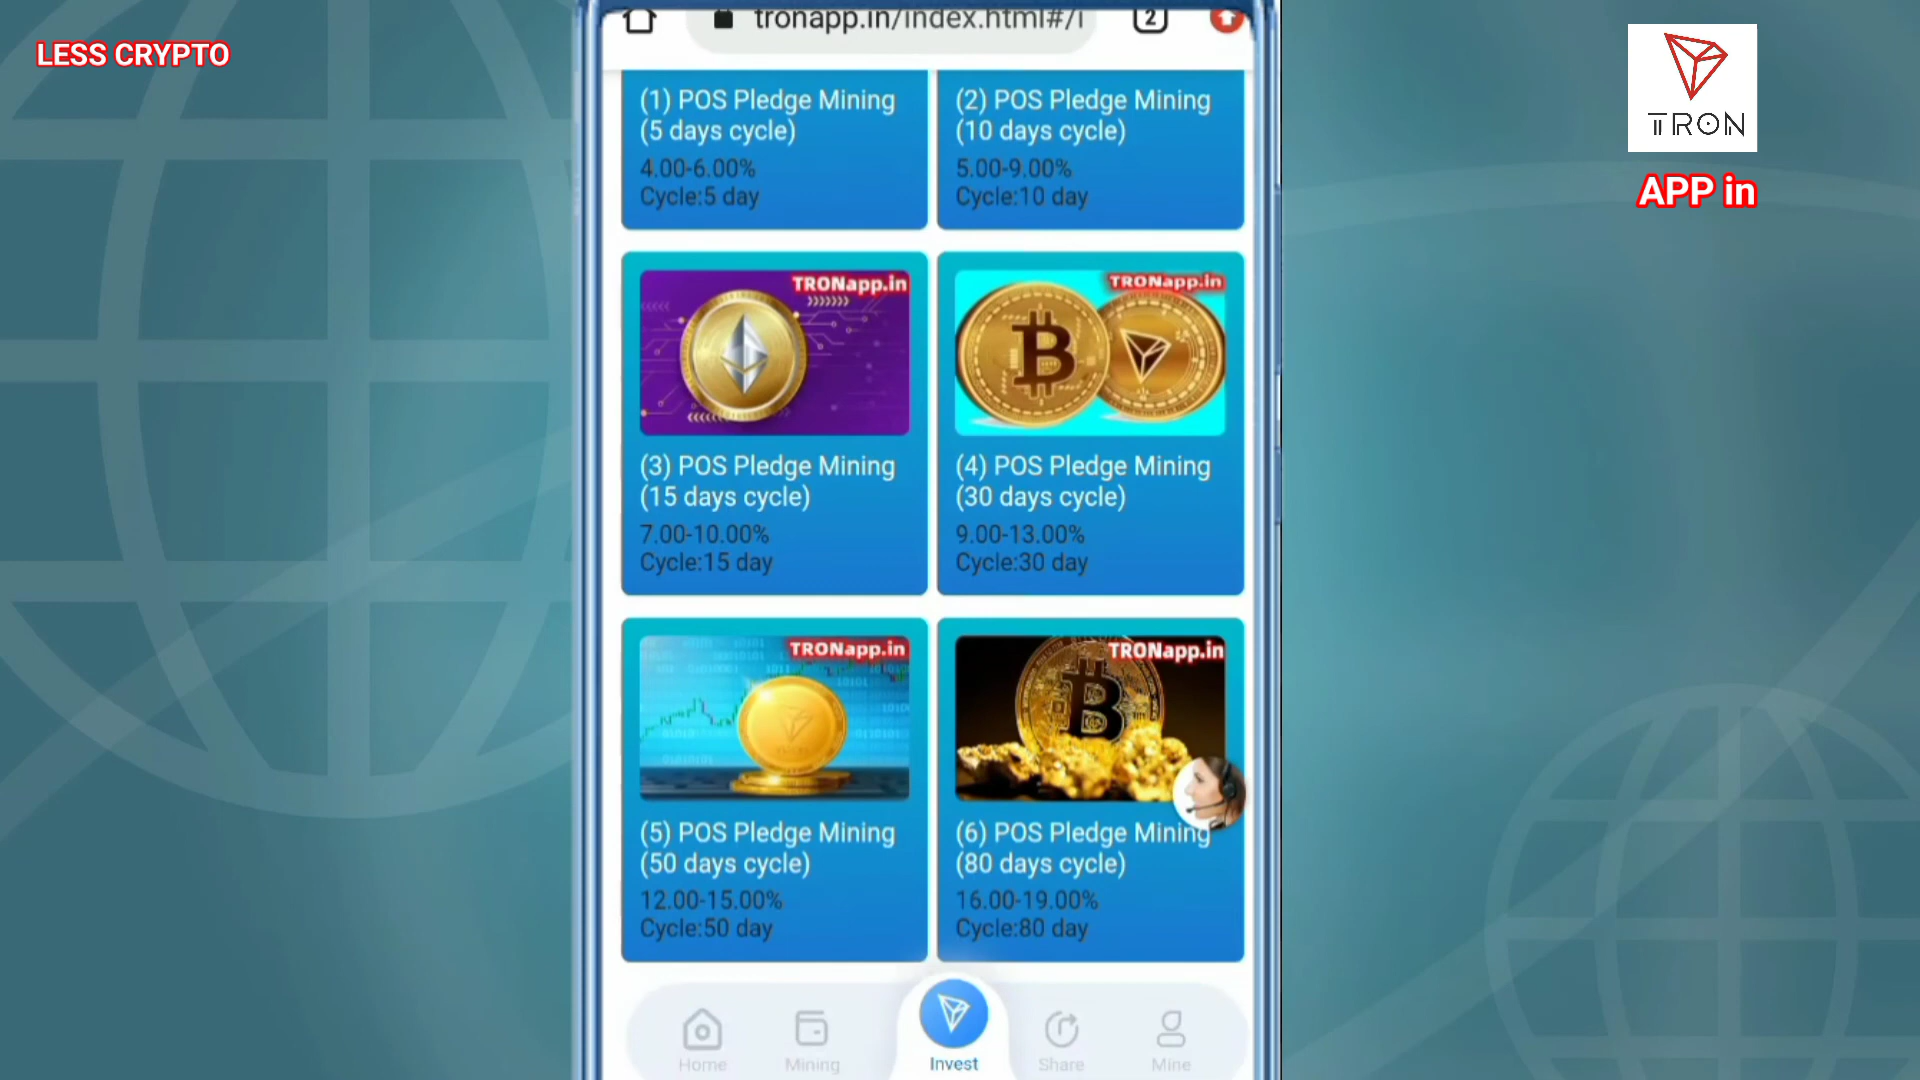 LESS CRYPTO
tronapp.in/index.html#/i
2
TRON
APP in
(1) POS Pledge Mining
(5 days cycle)
4.00-6.00%
Cycle:5 day
(2) POS Pledge Mining
(10 days cycle)
5.00-9.00%
Cycle:10 day
TRONapp.in
(3) POS Pledge Mining
(15 days cycle)
7.00-10.00%
Cycle:15 day
TRONapp.in
(4) POS Pledge Mining
(30 days cycle)
9.00-13.00%
Cycle:30 day
TRONapp.in
(5) POS Pledge Mining
(50 days cycle)
12.00-15.00%
Cycle:50 day
TRONapp.in
(6) POS Pledge Mining
(80 days cycle)
16.00-19.00%
Cycle:80 day
Home
Mining
Invest
Share
Mine